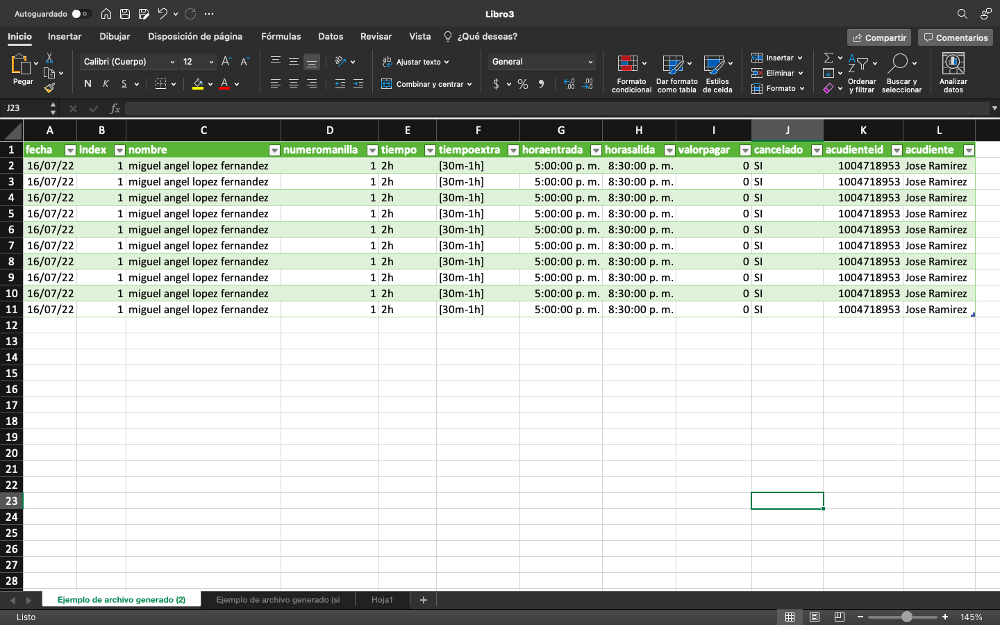 Autoguardado
Libro3
Inicio Insertar Dibujar Disposición de página Fórmulas Datos Revisar Vista ¿Qué deseas? Compartir Comentarios
Pegar
Calibri (Cuerpo) 12
N K S
Ajustar texto
Combinar y centrar
General
$ % ,
Formato condicional
Dar formato como tabla
Estilos de celda
Insertar
Eliminar
Formato
Ordenar y filtrar
Buscar y seleccionar
Analizar datos
J23 fx
A B C D E F G H I J K L
1 fecha index nombre numeromanilla tiempo tiempoextra horaentrada horasalida valorpagar cancelado acudienteid acudiente
2 16/07/22 1 miguel angel lopez fernandez 1 2h [30m-1h] 5:00:00 p. m. 8:30:00 p. m. 0 SI 1004718953 Jose Ramirez
3 16/07/22 1 miguel angel lopez fernandez 1 2h [30m-1h] 5:00:00 p. m. 8:30:00 p. m. 0 SI 1004718953 Jose Ramirez
4 16/07/22 1 miguel angel lopez fernandez 1 2h [30m-1h] 5:00:00 p. m. 8:30:00 p. m. 0 SI 1004718953 Jose Ramirez
5 16/07/22 1 miguel angel lopez fernandez 1 2h [30m-1h] 5:00:00 p. m. 8:30:00 p. m. 0 SI 1004718953 Jose Ramirez
6 16/07/22 1 miguel angel lopez fernandez 1 2h [30m-1h] 5:00:00 p. m. 8:30:00 p. m. 0 SI 1004718953 Jose Ramirez
7 16/07/22 1 miguel angel lopez fernandez 1 2h [30m-1h] 5:00:00 p. m. 8:30:00 p. m. 0 SI 1004718953 Jose Ramirez
8 16/07/22 1 miguel angel lopez fernandez 1 2h [30m-1h] 5:00:00 p. m. 8:30:00 p. m. 0 SI 1004718953 Jose Ramirez
9 16/07/22 1 miguel angel lopez fernandez 1 2h [30m-1h] 5:00:00 p. m. 8:30:00 p. m. 0 SI 1004718953 Jose Ramirez
10 16/07/22 1 miguel angel lopez fernandez 1 2h [30m-1h] 5:00:00 p. m. 8:30:00 p. m. 0 SI 1004718953 Jose Ramirez
11 16/07/22 1 miguel angel lopez fernandez 1 2h [30m-1h] 5:00:00 p. m. 8:30:00 p. m. 0 SI 1004718953 Jose Ramirez
12
13
14
15
16
17
18
19
20
21
22
23
24
25
26
27
28
Ejemplo de archivo generado (2) Ejemplo de archivo generado (si Hoja1 +
Listo 145%